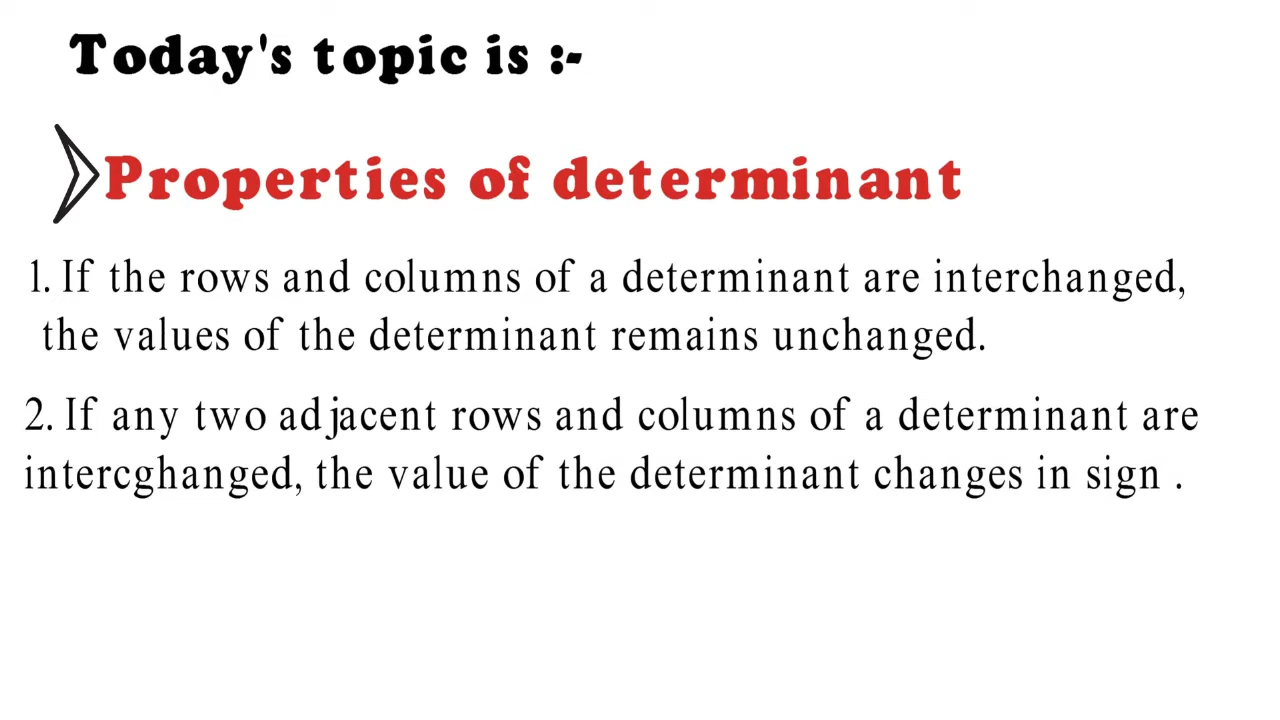 Today's topic is :-
Properties of determinant
1. If the rows and columns of a determinant are interchanged,
the values of the determinant remains unchanged.
2. If any two adjacent rows and columns of a determinant are
intercghanged, the value of the determinant changes in sign .